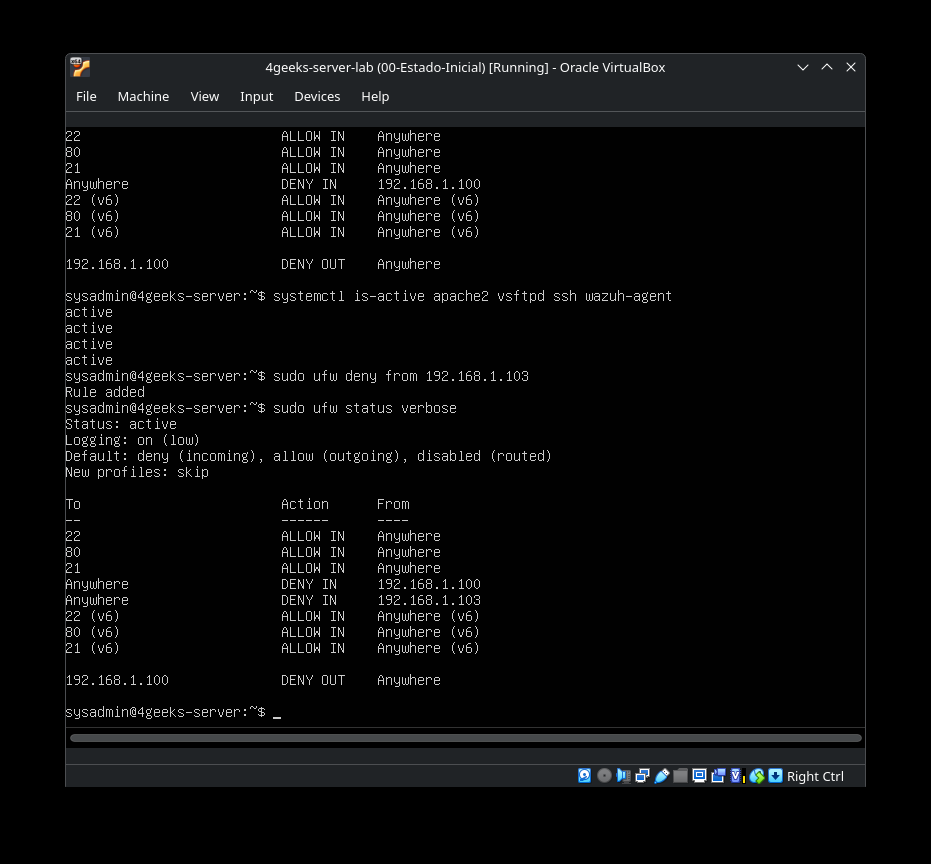 4geeks-server-lab (00-Estado-Inicial) [Running] - Oracle VirtualBox
File Machine View Input Devices Help
22 ALLOW IN Anywhere
80 ALLOW IN Anywhere
21 ALLOW IN Anywhere
Anywhere DENY IN 192.168.1.100
22 (v6) ALLOW IN Anywhere (v6)
80 (v6) ALLOW IN Anywhere (v6)
21 (v6) ALLOW IN Anywhere (v6)
192.168.1.100 DENY OUT Anywhere
sysadmin@4geeks-server:~$ systemctl is-active apache2 vsftpd ssh wazuh-agent
active
active
active
active
sysadmin@4geeks-server:~$ sudo ufw deny from 192.168.1.103
Rule added
sysadmin@4geeks-server:~$ sudo ufw status verbose
Status: active
Logging: on (low)
Default: deny (incoming), allow (outgoing), disabled (routed)
New profiles: skip
To Action From
-- ------ ----
22 ALLOW IN Anywhere
80 ALLOW IN Anywhere
21 ALLOW IN Anywhere
Anywhere DENY IN 192.168.1.100
Anywhere DENY IN 192.168.1.103
22 (v6) ALLOW IN Anywhere (v6)
80 (v6) ALLOW IN Anywhere (v6)
21 (v6) ALLOW IN Anywhere (v6)
192.168.1.100 DENY OUT Anywhere
sysadmin@4geeks-server:~$ _
Right Ctrl